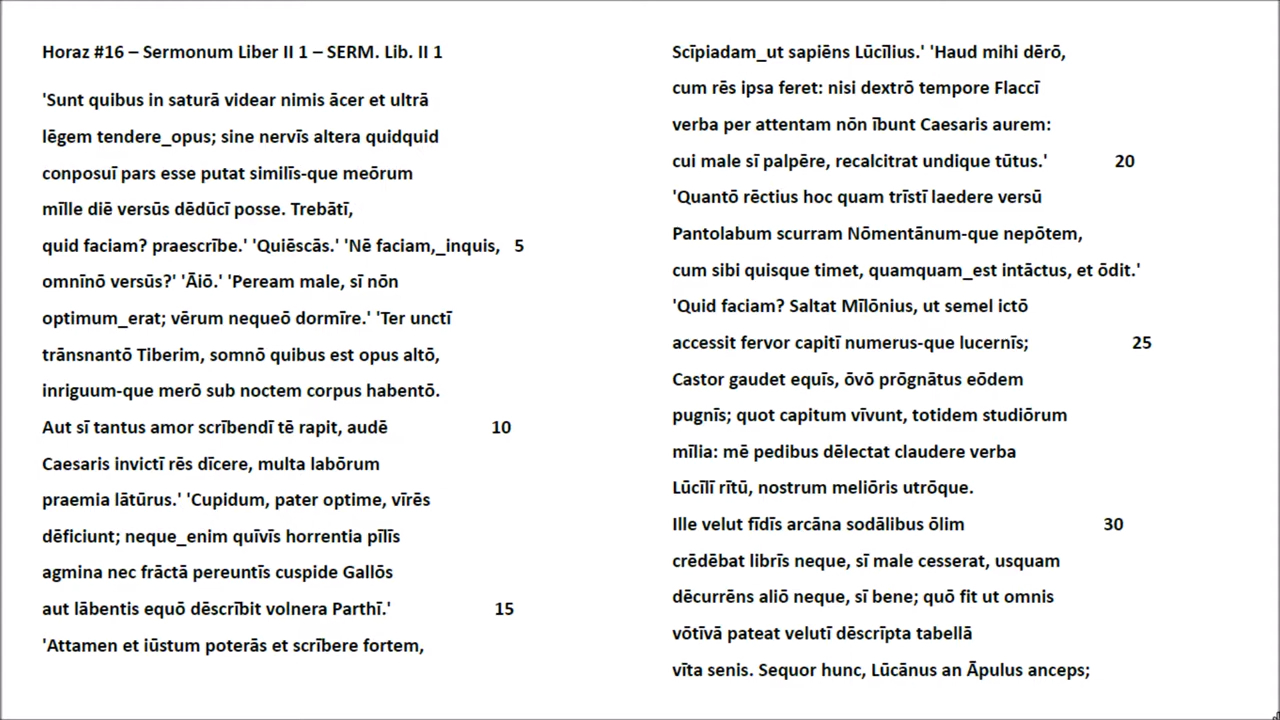 Horaz #16 – Sermonum Liber II 1 – SERM. Lib. II 1
'Sunt quibus in saturā videar nimis ācer et ultrā
lēgem tendere_opus; sine nervīs altera quidquid
conposuī pars esse putat similīs-que meōrum
mīlle diē versūs dēdūcī posse. Trebātī,
quid faciam? praescrībe.' 'Quiēscās.' 'Nē faciam,_inquis, 5
omnīnō versūs?' 'Āiō.' 'Peream male, sī nōn
optimum_erat; vērum nequeō dormīre.' 'Ter unctī
trānsnantō Tiberim, somnō quibus est opus altō,
inriguum-que merō sub noctem corpus habentō.
Aut sī tantus amor scrībendī tē rapit, audē 10
Caesaris invictī rēs dīcere, multa labōrum
praemia lātūrus.' 'Cupidum, pater optime, vīrēs
dēficiunt; neque_enim quīvīs horrentia pīlīs
agmina nec frāctā pereuntīs cuspide Gallōs
aut lābentis equō dēscrībit volnera Parthī.' 15
'Attamen et iūstum poterās et scrībere fortem,
Scīpiadam_ut sapiēns Lūcīlius.' 'Haud mihi dērō,
cum rēs ipsa feret: nisi dextrō tempore Flaccī
verba per attentam nōn ībunt Caesaris aurem:
cui male sī palpēre, recalcitrat undique tūtus.' 20
'Quantō rēctius hoc quam trīstī laedere versū
Pantolabum scurram Nōmentānum-que nepōtem,
cum sibi quisque timet, quamquam_est intāctus, et ōdit.'
'Quid faciam? Saltat Mīlōnius, ut semel ictō
accessit fervor capitī numerus-que lucernīs; 25
Castor gaudet equīs, ōvō prōgnātus eōdem
pugnīs; quot capitum vīvunt, totidem studiōrum
mīlia: mē pedibus dēlectat claudere verba
Lūcīlī rītū, nostrum meliōris utrōque.
Ille velut fīdīs arcāna sodālibus ōlim 30
crēdēbat librīs neque, sī male cesserat, usquam
dēcurrēns aliō neque, sī bene; quō fit ut omnis
vōtīvā pateat velutī dēscrīpta tabellā
vīta senis. Sequor hunc, Lūcānus an Āpulus anceps;